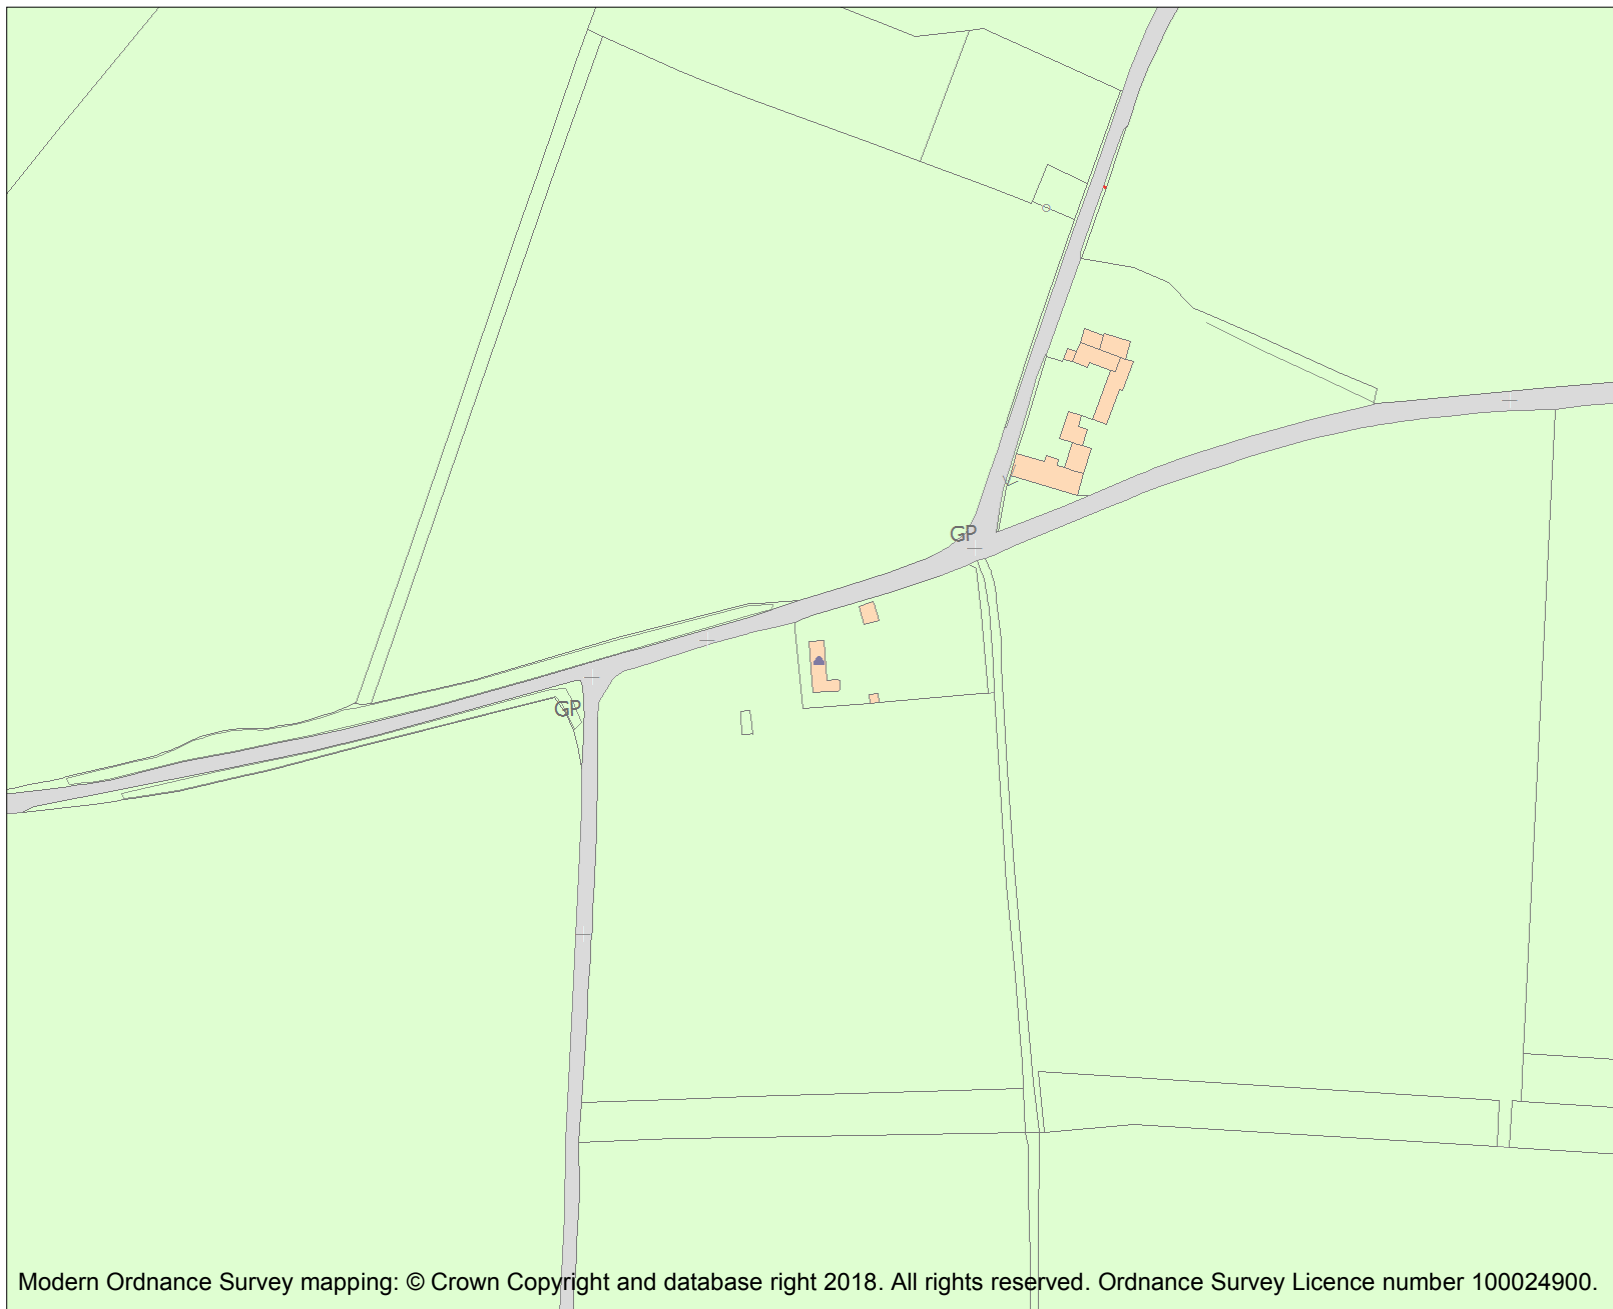 GP
GP
Modern Ordnance Survey mapping: © Crown Copyright and database right 2018. All rights reserved. Ordnance Survey Licence number 100024900.